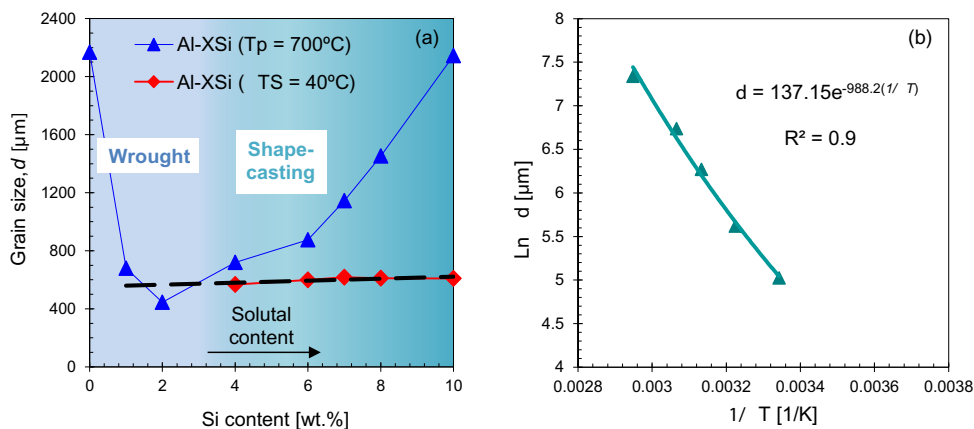 (a)
Al-XSi (Tp = 700ºC)
Al-XSi (  TS = 40ºC)
Wrought
Shape-
casting
Solutal
content
Grain size, d [µm]
2400
2000
1600
1200
800
400
0
0 2 4 6 8 10
Si content [wt.%]
(b)
d = 137.15e-988.2(1/ T)
R² = 0.9
Ln  d [µm]
8
7.5
7
6.5
6
5.5
5
4.5
4
0.0028 0.003 0.0032 0.0034 0.0036 0.0038
1/  T [1/K]